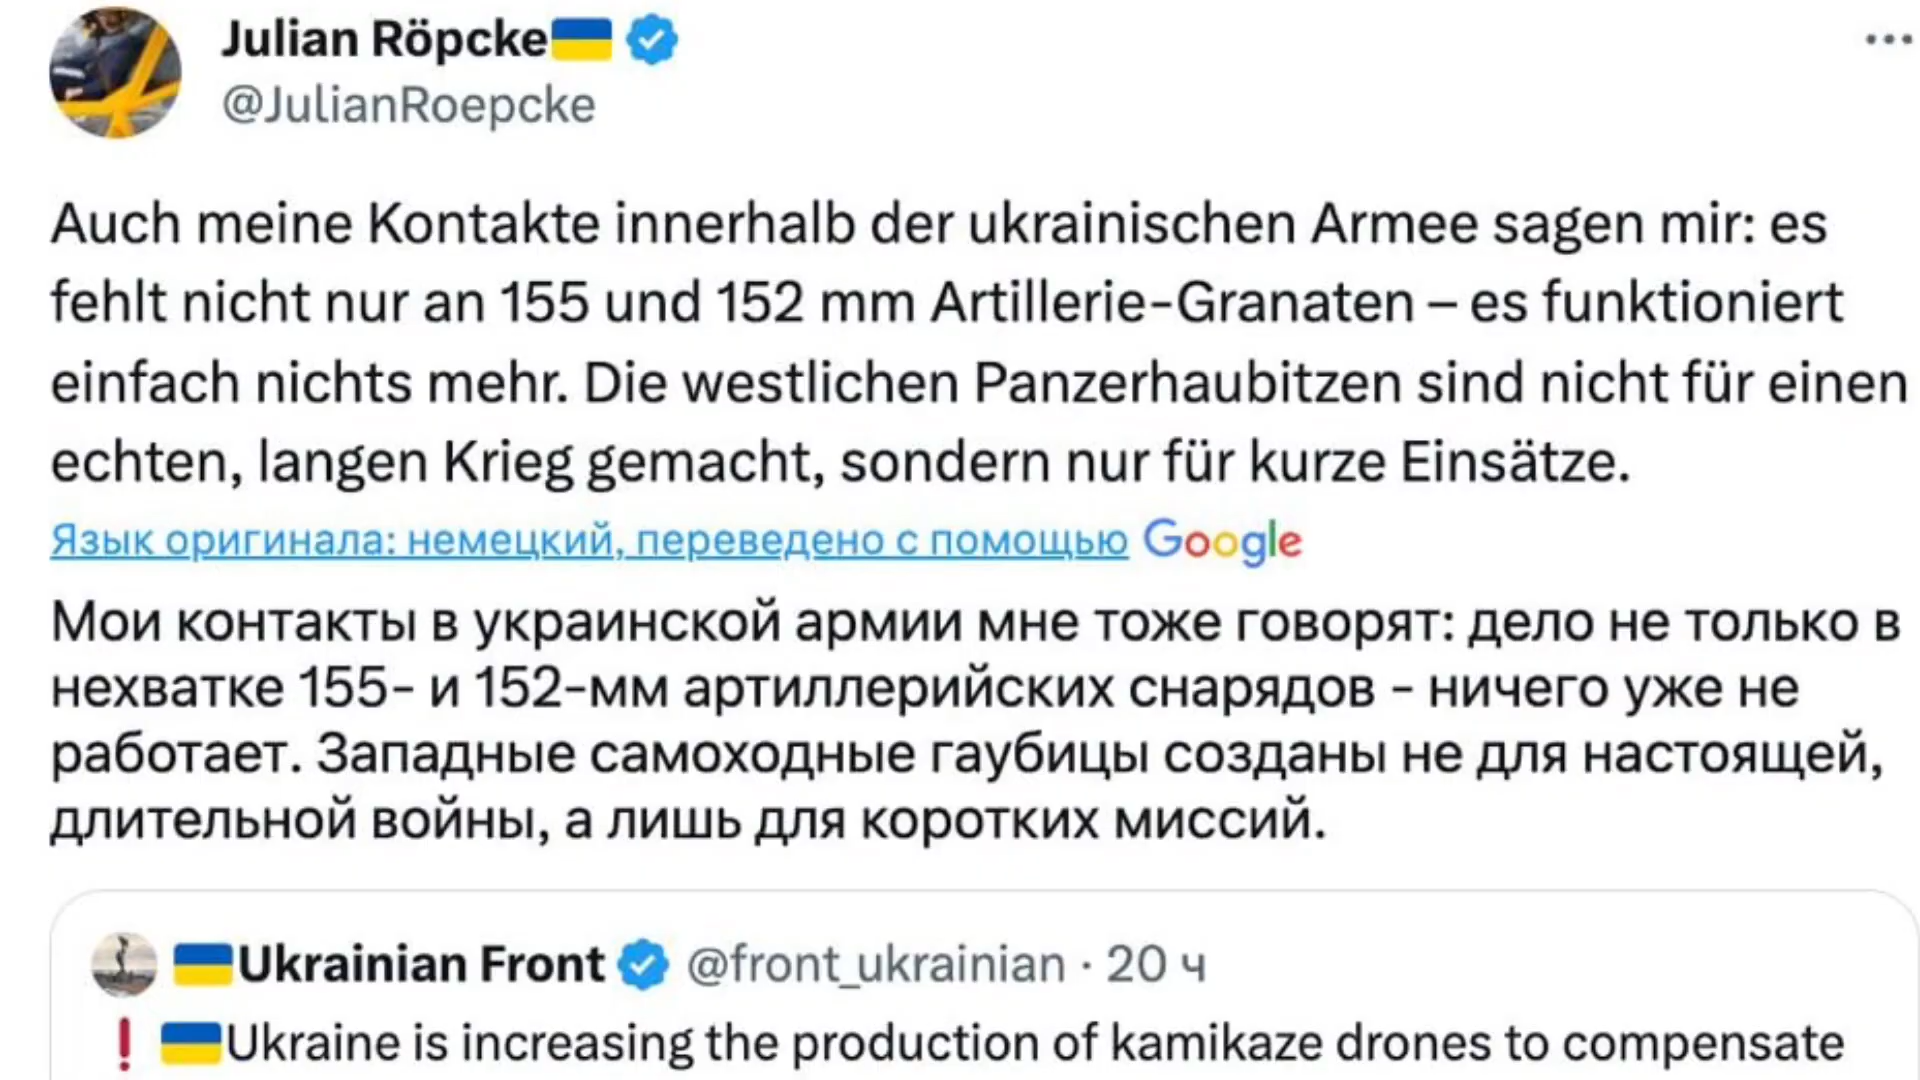 Julian Röpcke🇺🇦
@JulianRoepcke
Auch meine Kontakte innerhalb der ukrainischen Armee sagen mir: es
fehlt nicht nur an 155 und 152 mm Artillerie-Granaten – es funktioniert
einfach nichts mehr. Die westlichen Panzerhaubitzen sind nicht für einen
echten, langen Krieg gemacht, sondern nur für kurze Einsätze.
Язык оригинала: немецкий, переведено с помощью Google
Мои контакты в украинской армии мне тоже говорят: дело не только в
нехватке 155- и 152-мм артиллерийских снарядов - ничего уже не
работает. Западные самоходные гаубицы созданы не для настоящей,
длительной войны, а лишь для коротких миссий.
🇺🇦Ukrainian Front @front_ukrainian · 20 ч
❗🇺🇦Ukraine is increasing the production of kamikaze drones to compensate